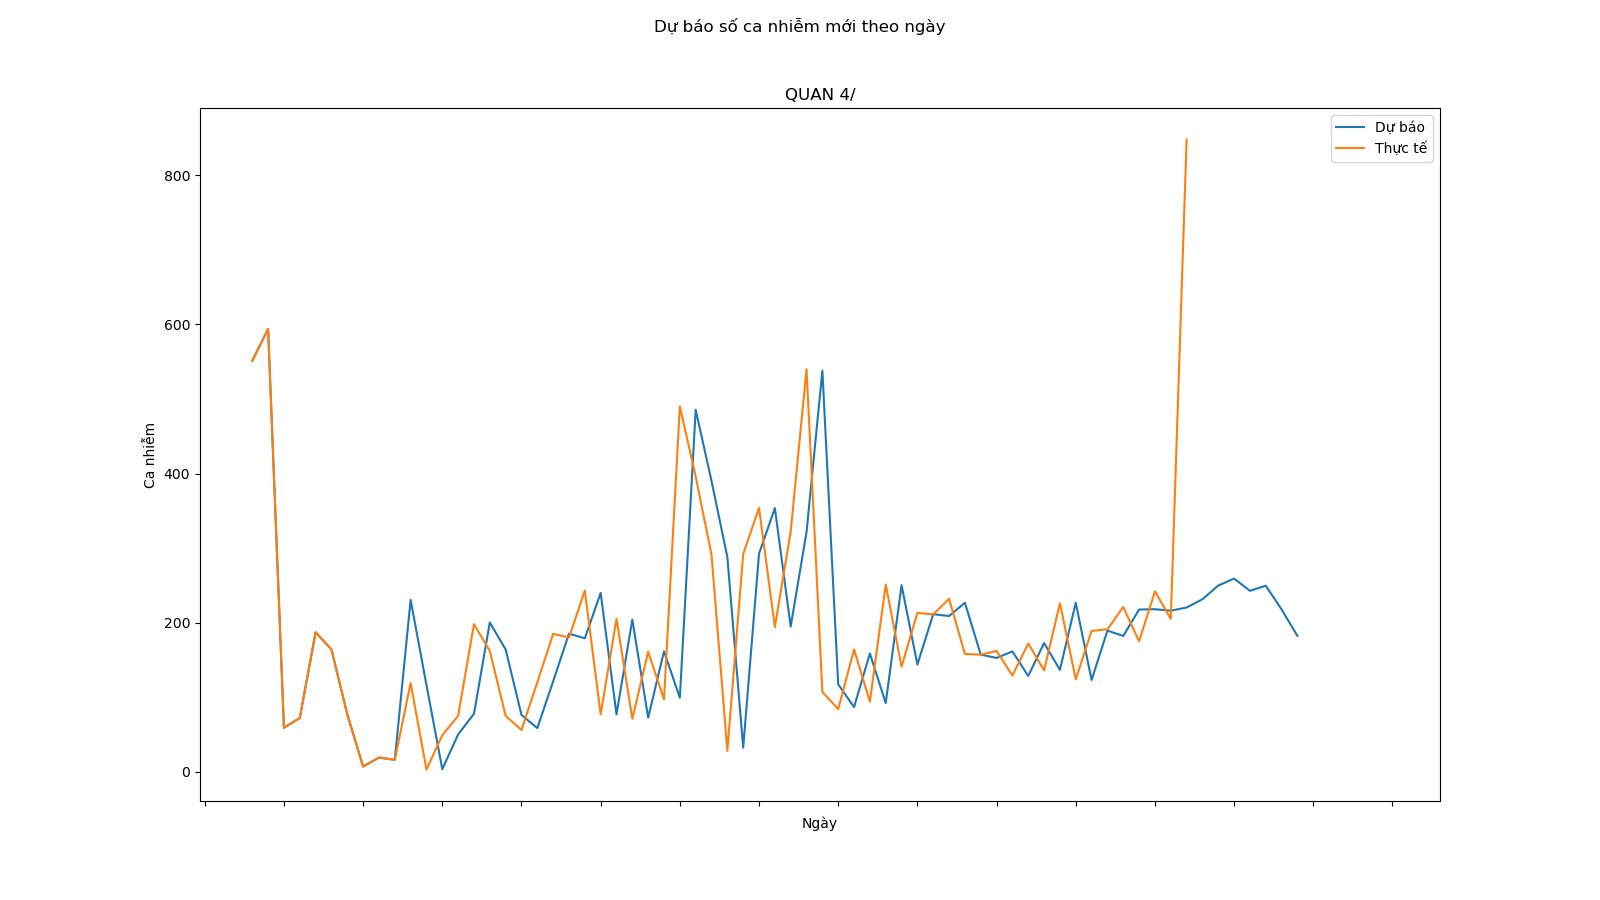 Dự báo số ca nhiễm mới theo ngày
QUAN 4/
Dự báo
Thực tế
800
600
400
200
0
Ca nhiễm
Ngày